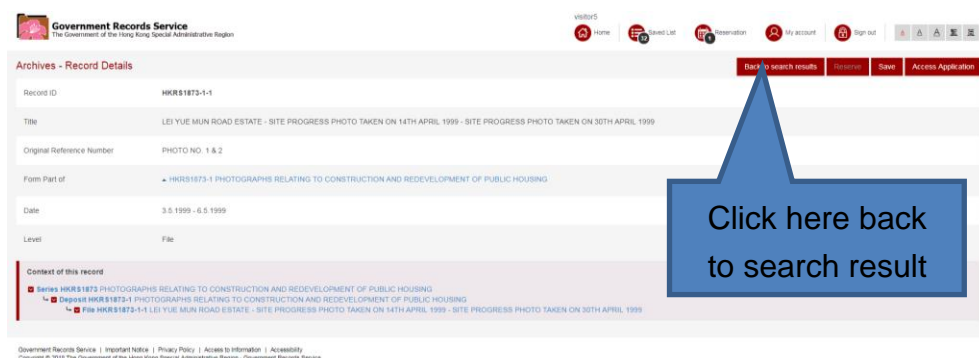 Government Records Service
The Government of the Hong Kong Special Administrative Region
visitor5
Home
32
Saved List
1
Reservation
My account
Sign out
A A A 繁 簡
Archives - Record Details
Back to search results
Reserve
Save
Access Application
Record ID HKRS1873-1-1
Title LEI YUE MUN ROAD ESTATE - SITE PROGRESS PHOTO TAKEN ON 14TH APRIL 1999 - SITE PROGRESS PHOTO TAKEN ON 30TH APRIL 1999
Original Reference Number PHOTO NO. 1 & 2
Form Part of HKRS1873-1 PHOTOGRAPHS RELATING TO CONSTRUCTION AND REDEVELOPMENT OF PUBLIC HOUSING
Date 3.5.1999 - 6.5.1999
Level File
Click here back
to search result
Context of this record
Series HKRS1873 PHOTOGRAPHS RELATING TO CONSTRUCTION AND REDEVELOPMENT OF PUBLIC HOUSING
Deposit HKRS1873-1 PHOTOGRAPHS RELATING TO CONSTRUCTION AND REDEVELOPMENT OF PUBLIC HOUSING
File HKRS1873-1-1 LEI YUE MUN ROAD ESTATE - SITE PROGRESS PHOTO TAKEN ON 14TH APRIL 1999 - SITE PROGRESS PHOTO TAKEN ON 30TH APRIL 1999
Government Records Service | Important Notice | Privacy Policy | Access to Information | Accessibility